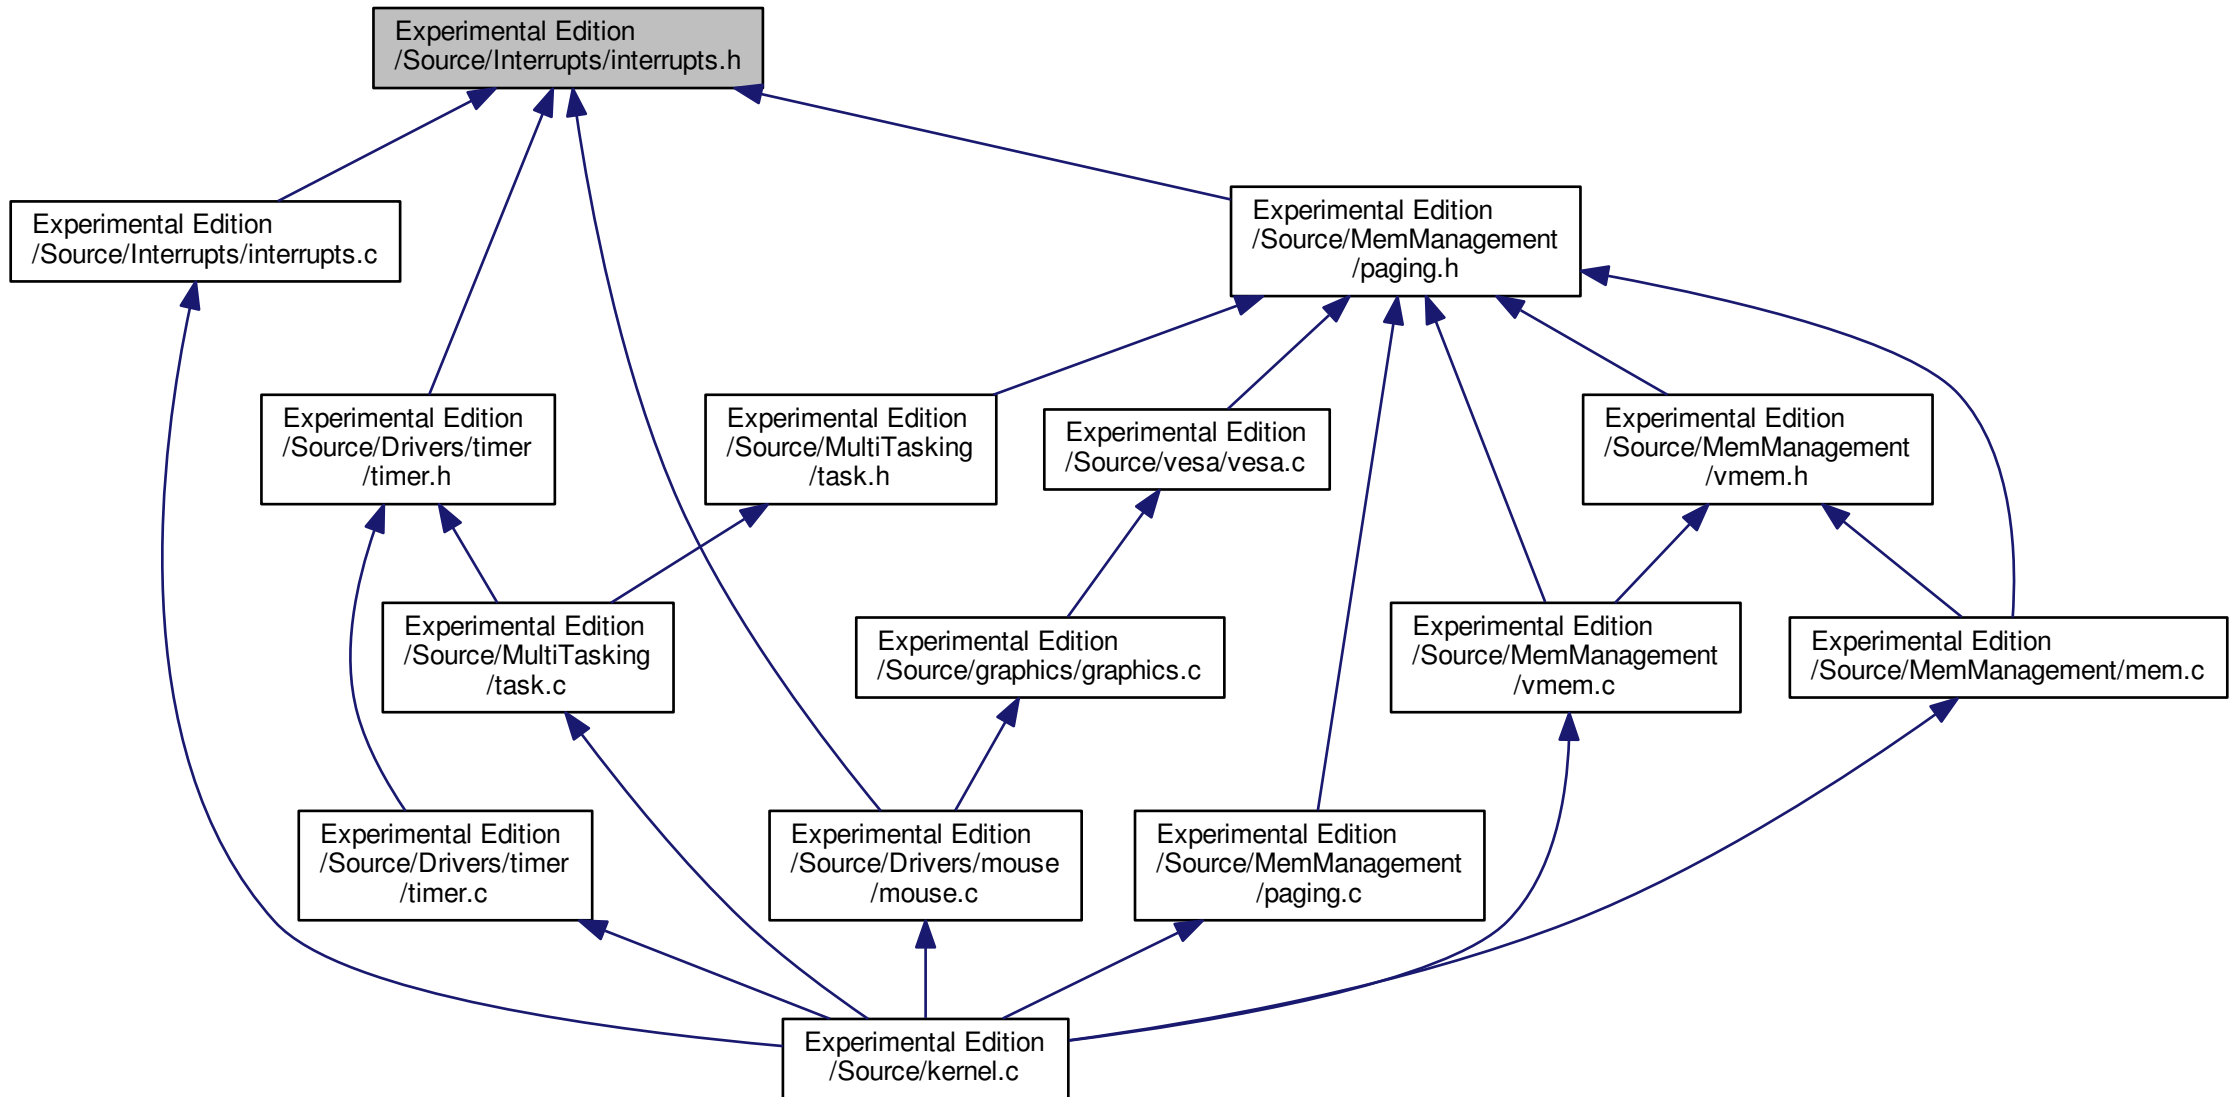 Experimental Edition
/Source/Interrupts/interrupts.h
Experimental Edition
/Source/Interrupts/interrupts.c
Experimental Edition
/Source/MemManagement
/paging.h
Experimental Edition
/Source/Drivers/timer
/timer.h
Experimental Edition
/Source/MultiTasking
/task.h
Experimental Edition
/Source/vesa/vesa.c
Experimental Edition
/Source/MemManagement
/vmem.h
Experimental Edition
/Source/MultiTasking
/task.c
Experimental Edition
/Source/graphics/graphics.c
Experimental Edition
/Source/MemManagement
/vmem.c
Experimental Edition
/Source/MemManagement/mem.c
Experimental Edition
/Source/Drivers/timer
/timer.c
Experimental Edition
/Source/Drivers/mouse
/mouse.c
Experimental Edition
/Source/MemManagement
/paging.c
Experimental Edition
/Source/kernel.c